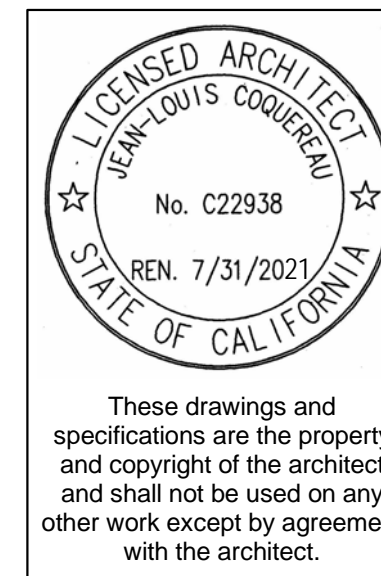 LICENSED ARCHITECT
JEAN-LOUIS COQUEREAU
No. C22938
REN. 7/31/2021
STATE OF CALIFORNIA
These drawings and
specifications are the property
and copyright of the architect
and shall not be used on any
other work except by agreemen
with the architect.